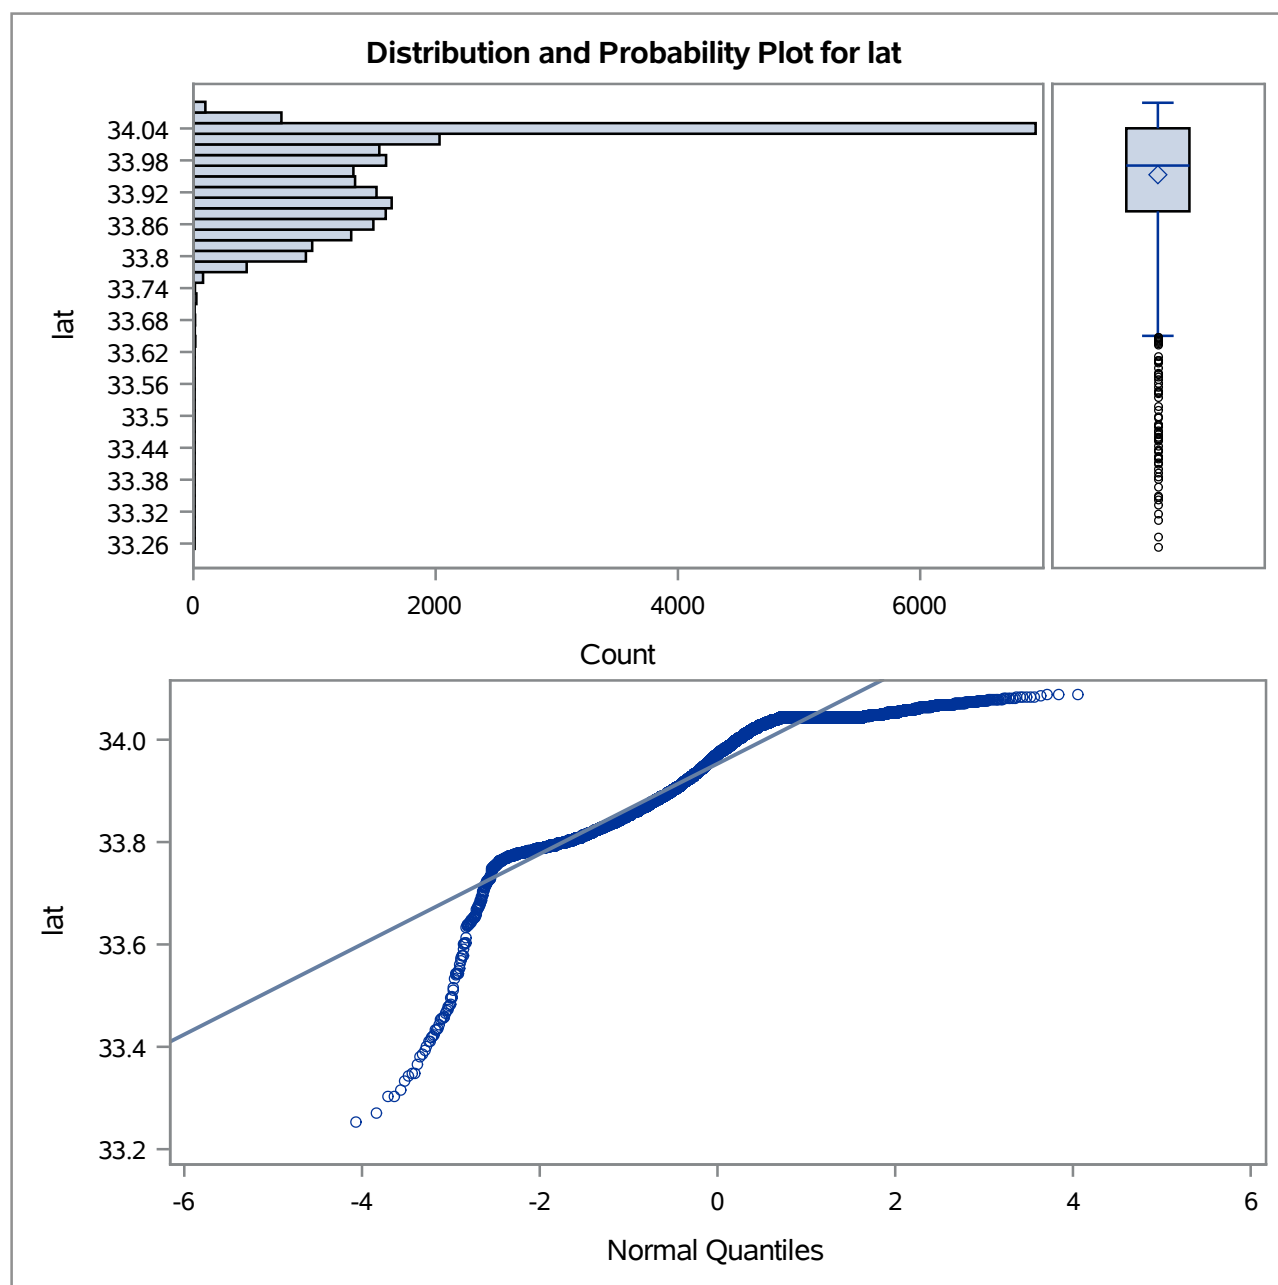 Distribution and Probability Plot for lat
34.04
33.98
33.92
33.86
33.8
33.74
33.68
33.62
33.56
33.5
33.44
33.38
33.32
33.26
lat
0 2000 4000 6000
Count
34.0
33.8
33.6
33.4
33.2
lat
-6 -4 -2 0 2 4 6
Normal Quantiles